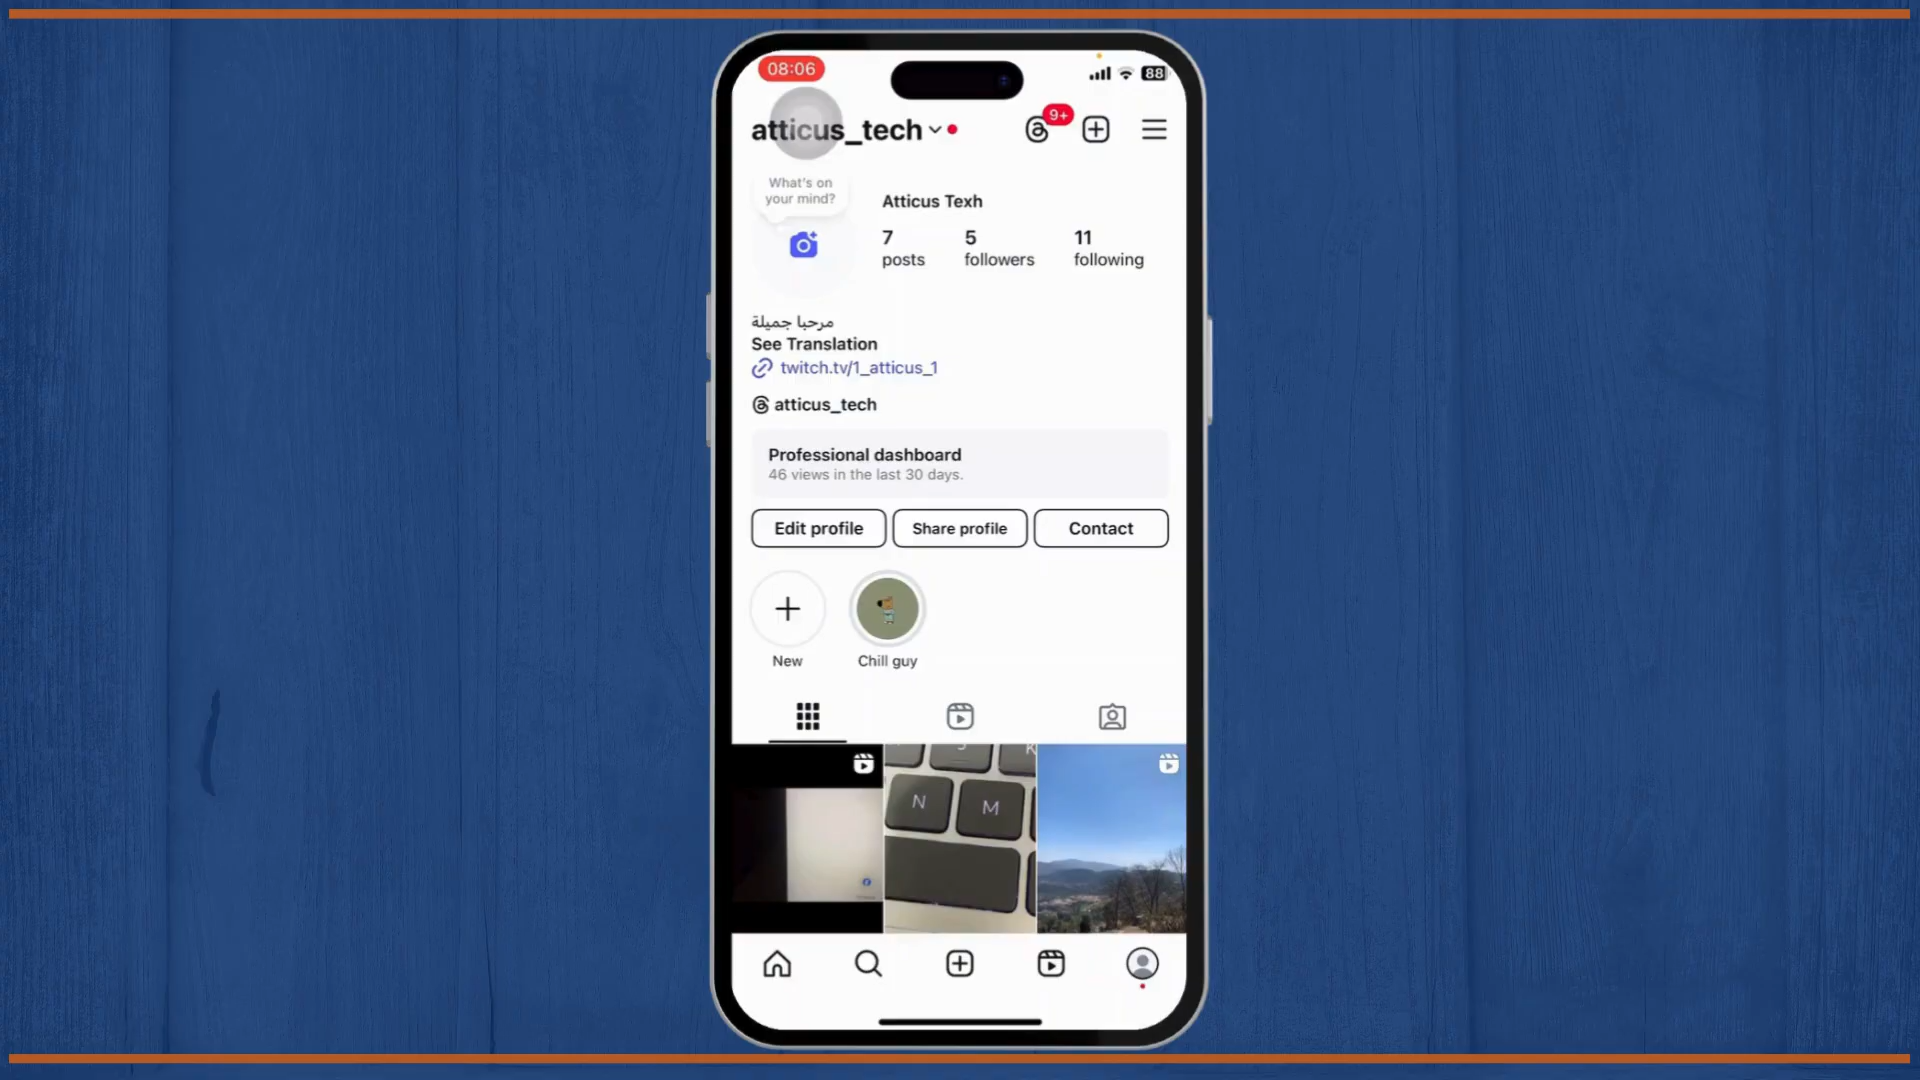 08:06
88
atticus_tech
9+
What's on
your mind?
Atticus Texh
7 5 11
posts followers following
مرحبا جميلة
See Translation
twitch.tv/1_atticus_1
atticus_tech
Professional dashboard
46 views in the last 30 days.
Edit profile Share profile Contact
New Chill guy
N M